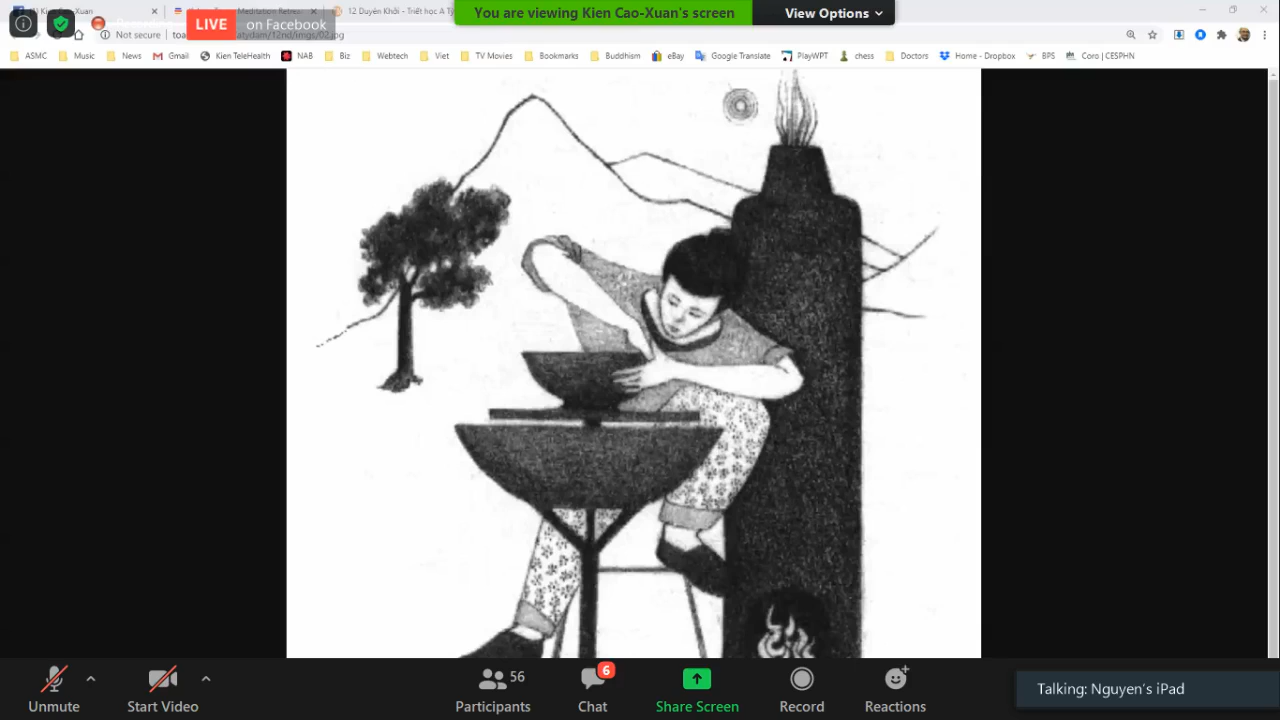 You are viewing Kien Cao-Xuan's screen
View Options
LIVE on Facebook
12 Duyên Khởi - Triết học A Tỳ
Not secure
ASMC Music News Gmail Kien TeleHealth NAB Biz Webtech Viet TV Movies Bookmarks Buddhism eBay Google Translate PlayWPT chess Doctors Home - Dropbox BPS Coro | CESPHN
56
6
Talking: Nguyen's iPad
Unmute Start Video Participants Chat Share Screen Record Reactions